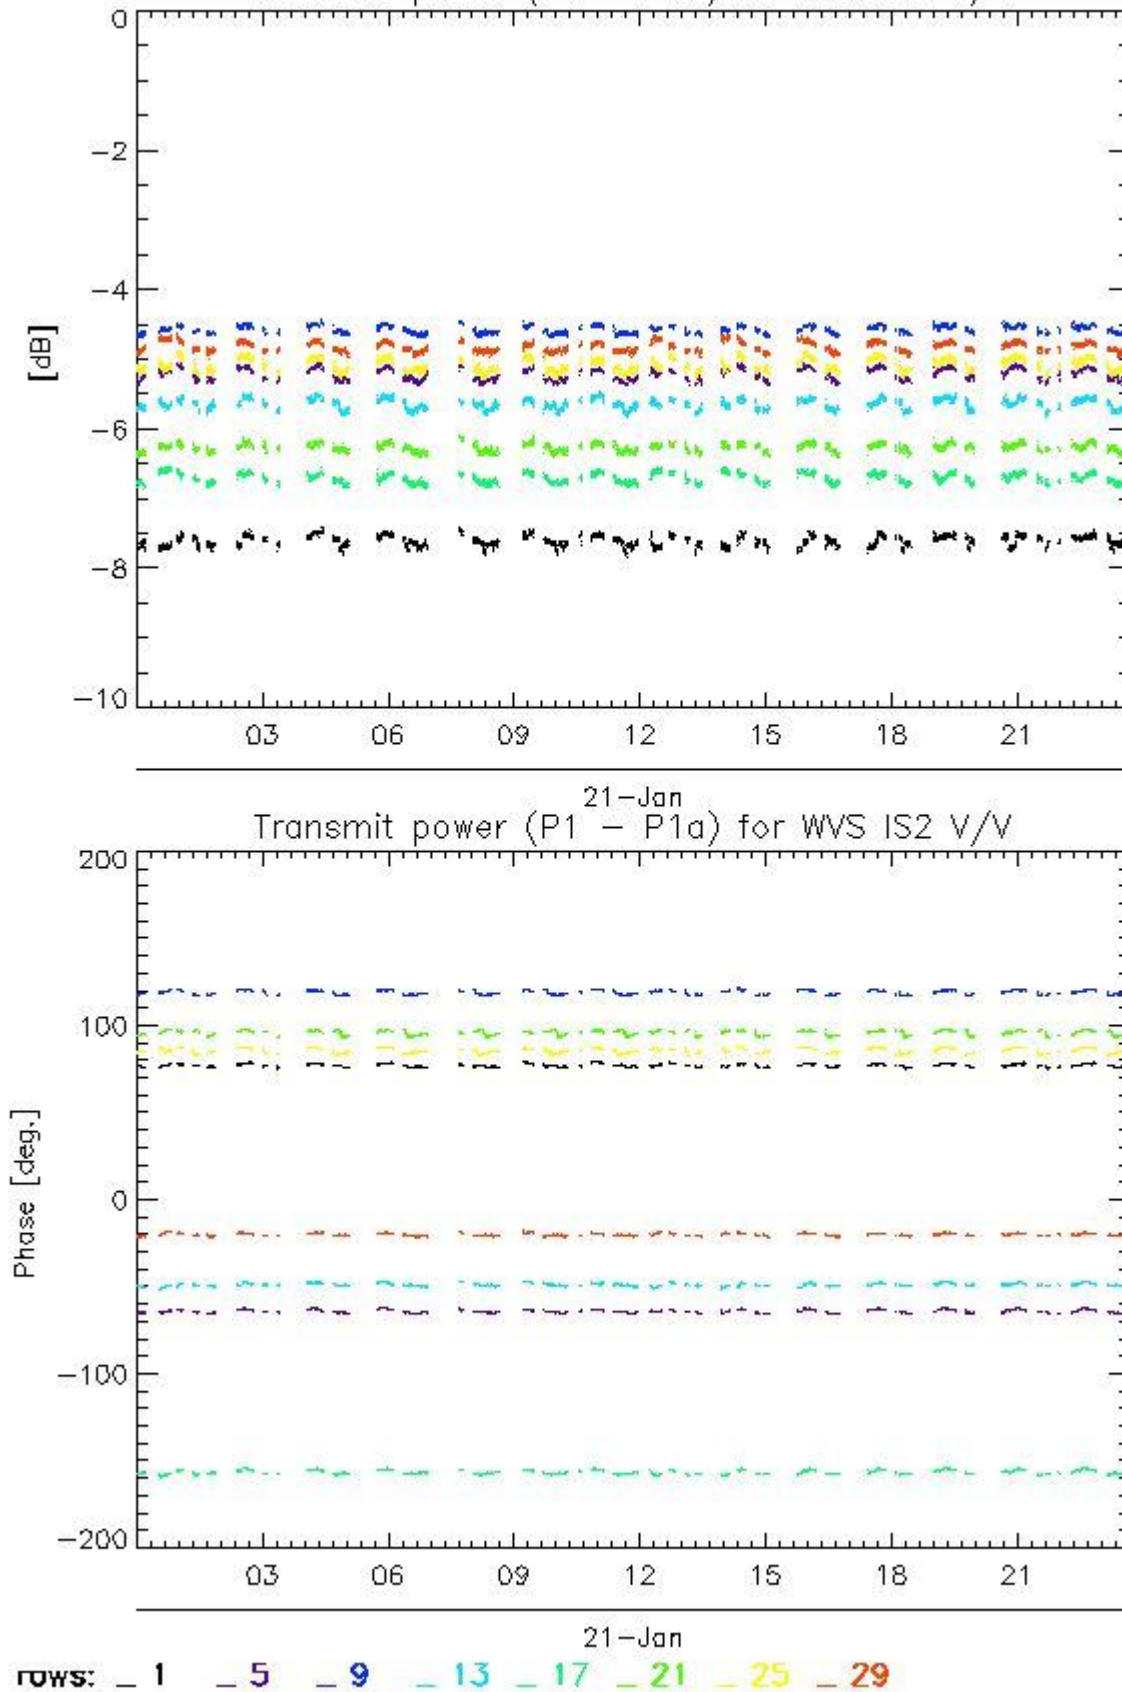 0
-2
-4
-6
-8
-10
[dB]
03 06 09 12 15 18 21
21-Jan
Transmit power (P1 - P1a) for WVS IS2 V/V
200
100
0
-100
-200
Phase [deg.]
03 06 09 12 15 18 21
21-Jan
rows: _ 1 _ 5 _ 9 _ 13 _ 17 _ 21 _ 25 _ 29